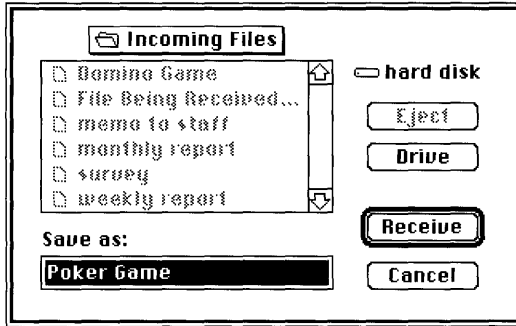 Incoming Files
Domino Game
File Being Received...
memo to staff
monthly report
survey
weekly report
hard disk
Eject
Drive
Save as:
Poker Game
Receive
Cancel